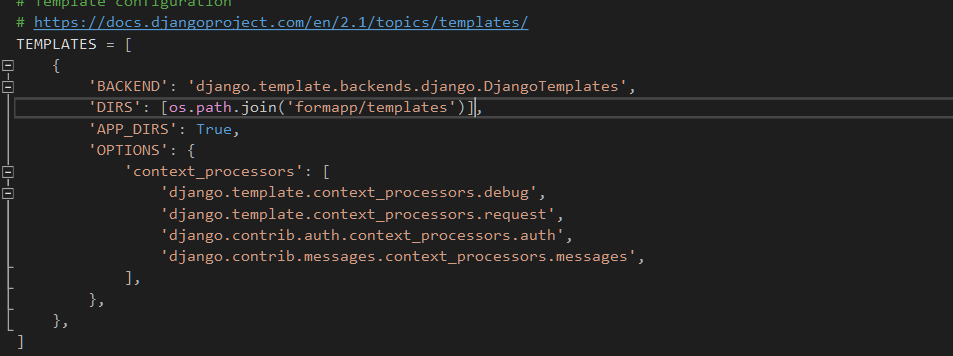 # Template configuration
# https://docs.djangoproject.com/en/2.1/topics/templates/
TEMPLATES = [
    {
        'BACKEND': 'django.template.backends.django.DjangoTemplates',
        'DIRS': [os.path.join('formapp/templates')],
        'APP_DIRS': True,
        'OPTIONS': {
            'context_processors': [
                'django.template.context_processors.debug',
                'django.template.context_processors.request',
                'django.contrib.auth.context_processors.auth',
                'django.contrib.messages.context_processors.messages',
            ],
        },
    },
]